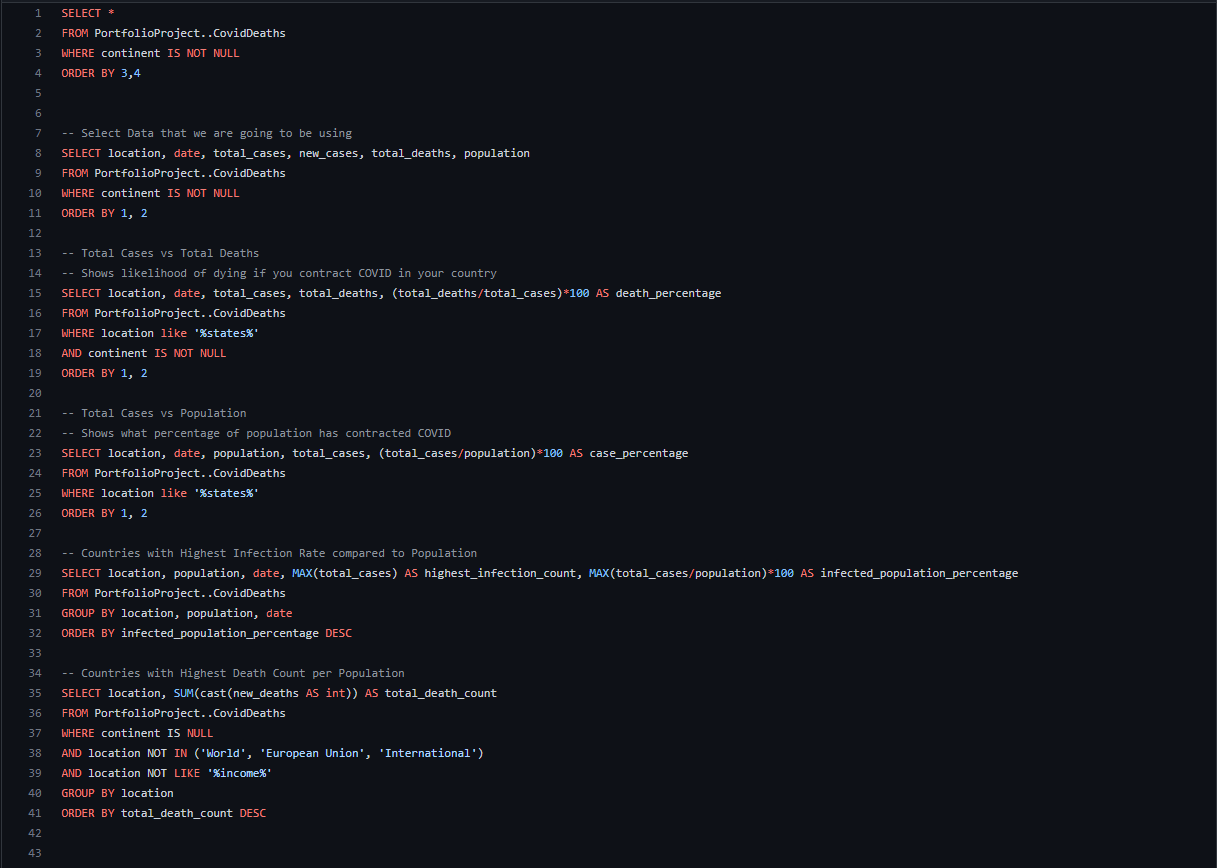 1 SELECT *
2 FROM PortfolioProject..CovidDeaths
3 WHERE continent IS NOT NULL
4 ORDER BY 3,4
5
6
7 -- Select Data that we are going to be using
8 SELECT location, date, total_cases, new_cases, total_deaths, population
9 FROM PortfolioProject..CovidDeaths
10 WHERE continent IS NOT NULL
11 ORDER BY 1, 2
12
13 -- Total Cases vs Total Deaths
14 -- Shows likelihood of dying if you contract COVID in your country
15 SELECT location, date, total_cases, total_deaths, (total_deaths/total_cases)*100 AS death_percentage
16 FROM PortfolioProject..CovidDeaths
17 WHERE location like '%states%'
18 AND continent IS NOT NULL
19 ORDER BY 1, 2
20
21 -- Total Cases vs Population
22 -- Shows what percentage of population has contracted COVID
23 SELECT location, date, population, total_cases, (total_cases/population)*100 AS case_percentage
24 FROM PortfolioProject..CovidDeaths
25 WHERE location like '%states%'
26 ORDER BY 1, 2
27
28 -- Countries with Highest Infection Rate compared to Population
29 SELECT location, population, date, MAX(total_cases) AS highest_infection_count, MAX(total_cases/population)*100 AS infected_population_percentage
30 FROM PortfolioProject..CovidDeaths
31 GROUP BY location, population, date
32 ORDER BY infected_population_percentage DESC
33
34 -- Countries with Highest Death Count per Population
35 SELECT location, SUM(cast(new_deaths AS int)) AS total_death_count
36 FROM PortfolioProject..CovidDeaths
37 WHERE continent IS NULL
38 AND location NOT IN ('World', 'European Union', 'International')
39 AND location NOT LIKE '%income%'
40 GROUP BY location
41 ORDER BY total_death_count DESC
42
43